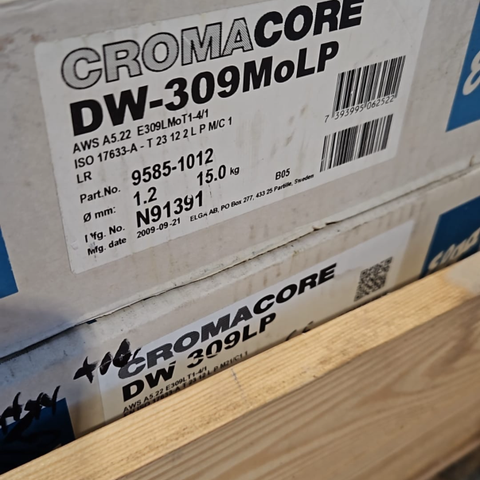 CROMACORE
DW-309MoLP
AWS A5.22 E309LMoT1-4/1
ISO 17633-A - T 23 12 2 L P M/C 1
LR
Part.No. 9585-1012
Ø mm: 1.2 15.0 kg B05
Mfg. No. N91391
Mfg. date 2009-09-21 ELGA AB, PO Box 277, 433 25 Partille, Sweden
7 393995 062522
CROMACORE
DW 309LP
AWS A5.22 E309LT1-4/1